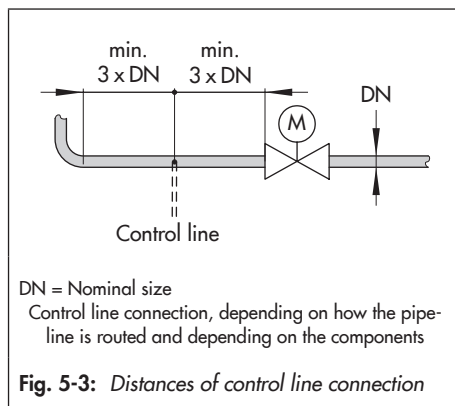 min.
3 x DN
min.
3 x DN
DN
M
Control line
DN = Nominal size
Control line connection, depending on how the pipe-
line is routed and depending on the components
Fig. 5-3: Distances of control line connection